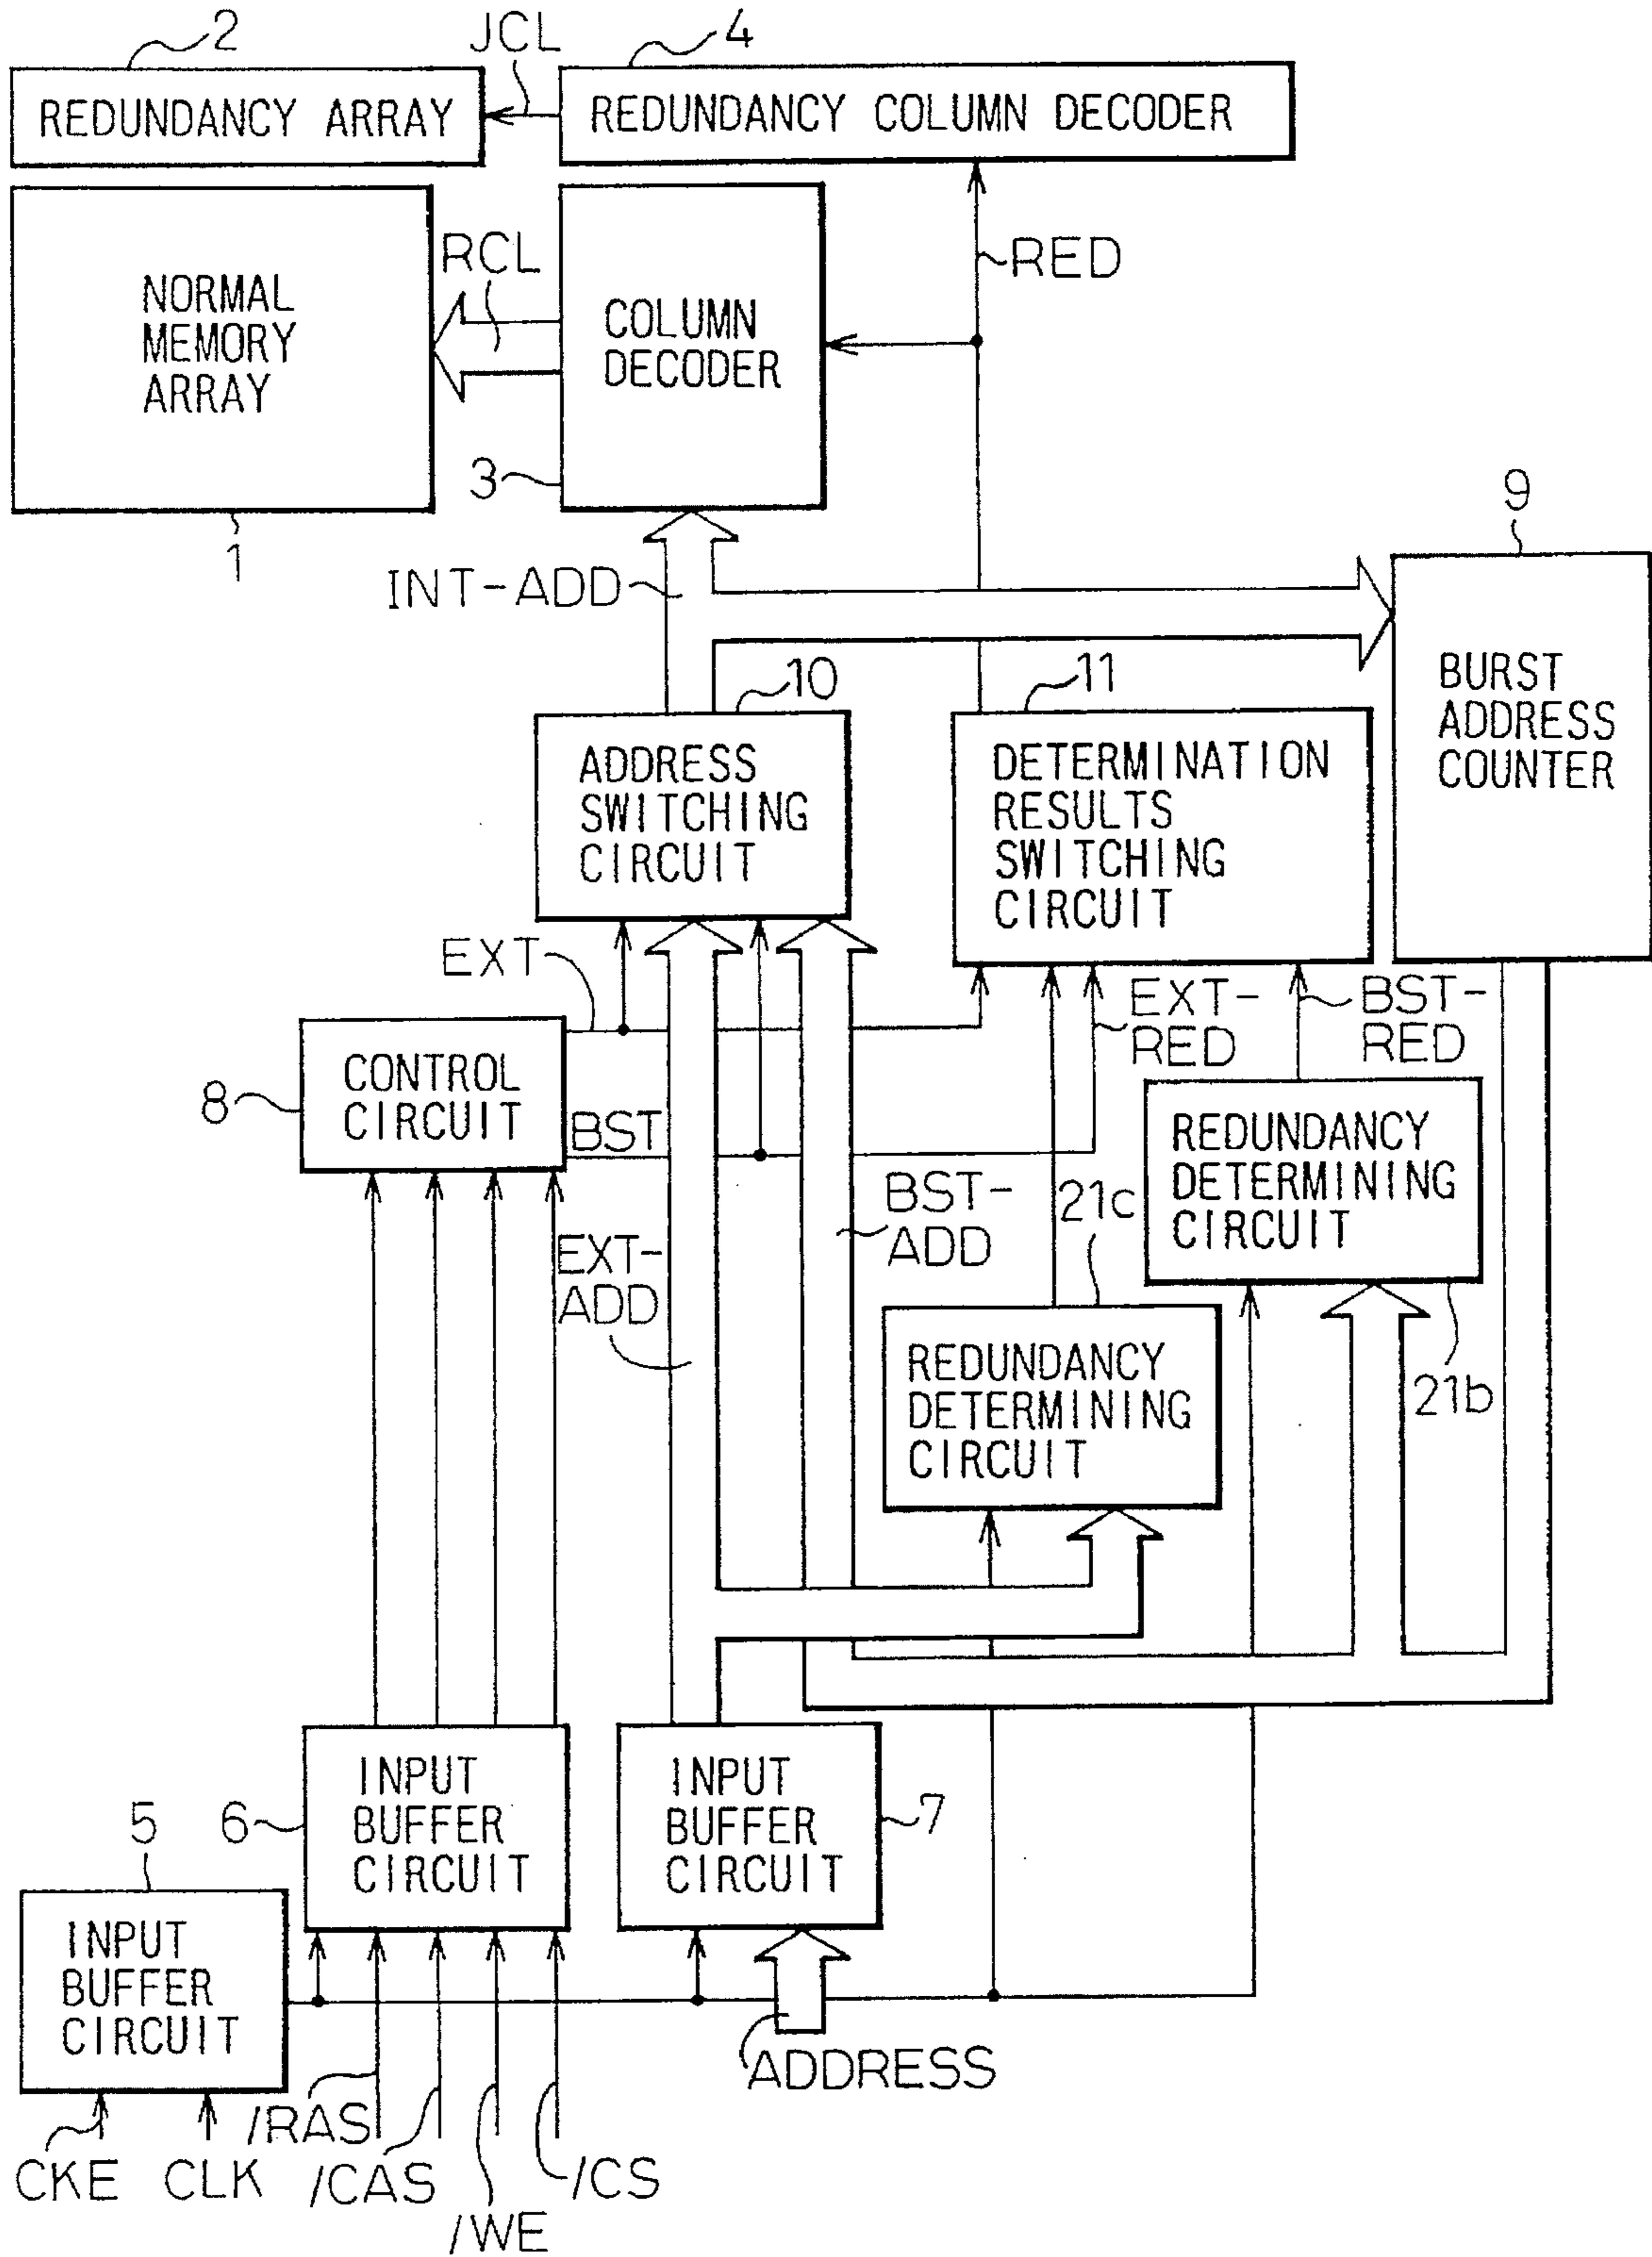 2
JCL
4
REDUNDANCY ARRAY
REDUNDANCY COLUMN DECODER
NORMAL
MEMORY
ARRAY
1
RCL
COLUMN
DECODER
3
RED
INT-ADD
9
BURST
ADDRESS
COUNTER
10
11
ADDRESS
SWITCHING
CIRCUIT
DETERMINATION
RESULTS
SWITCHING
CIRCUIT
EXT
EXT-
RED
BST-
RED
8
CONTROL
CIRCUIT
BST
REDUNDANCY
DETERMINING
CIRCUIT
21b
BST-
ADD
21c
EXT-
ADD
REDUNDANCY
DETERMINING
CIRCUIT
5
6
INPUT
BUFFER
CIRCUIT
INPUT
BUFFER
CIRCUIT
7
INPUT
BUFFER
CIRCUIT
ADDRESS
CKE
CLK
/RAS
/CAS
/WE
/CS